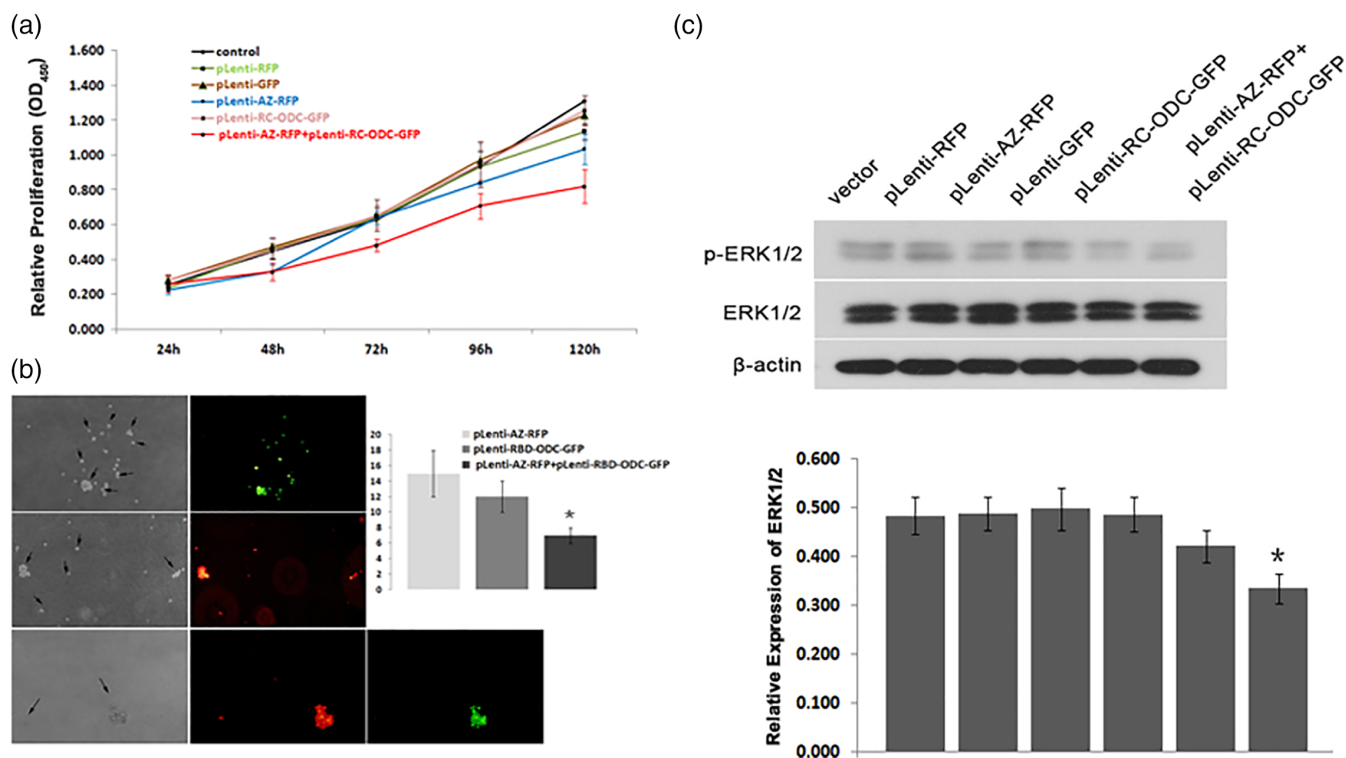 (a)
1.600
1.400
1.200
1.000
0.800
0.600
0.400
0.200
0.000
Relative Proliferation (OD450)
control
pLenti-RFP
pLenti-GFP
pLenti-AZ-RFP
pLenti-RC-ODC-GFP
pLenti-AZ-RFP+pLenti-RC-ODC-GFP
24h 48h 72h 96h 120h
(b)
20
18
16
14
12
10
8
6
4
2
0
pLenti-AZ-RFP
pLenti-RBD-ODC-GFP
pLenti-AZ-RFP+pLenti-RBD-ODC-GFP
*
(c)
vector
pLenti-RFP
pLenti-AZ-RFP
pLenti-GFP
pLenti-RC-ODC-GFP
pLenti-AZ-RFP+
pLenti-RC-ODC-GFP
p-ERK1/2
ERK1/2
β-actin
0.600
0.500
0.400
0.300
0.200
0.100
0.000
Relative Expression of ERK1/2
*